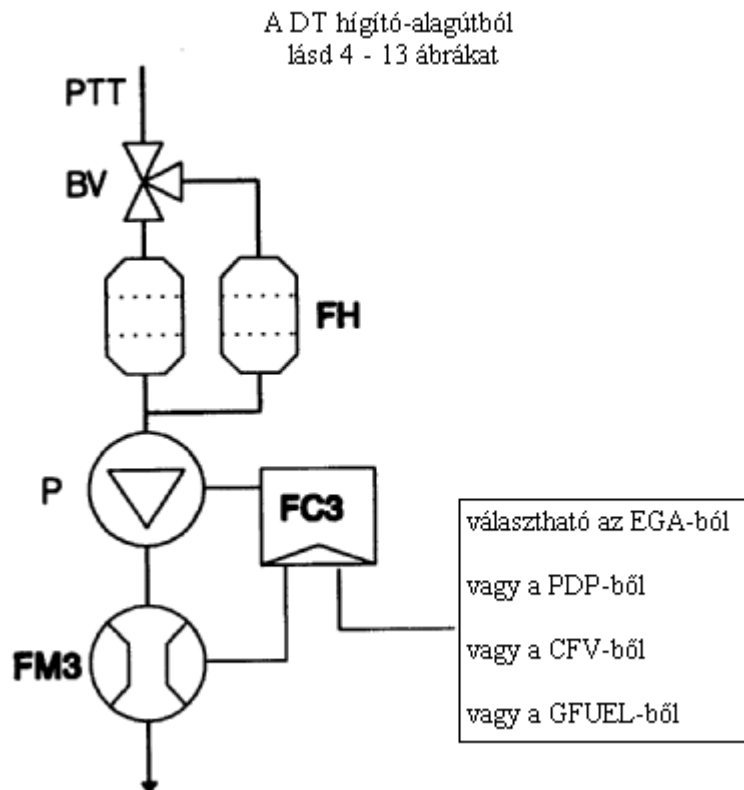 A DT hígító-alagútból
lásd 4 - 13 ábrákat
PTT
BV
FH
P
FC3
FM3
választható az EGA-ból
vagy a PDP-ből
vagy a CFV-ből
vagy a GFUEL-ből